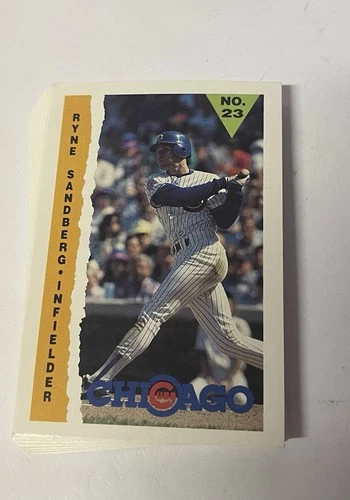 NO.
23
RYNE SANDBERG • INFIELDER
CHICAGO